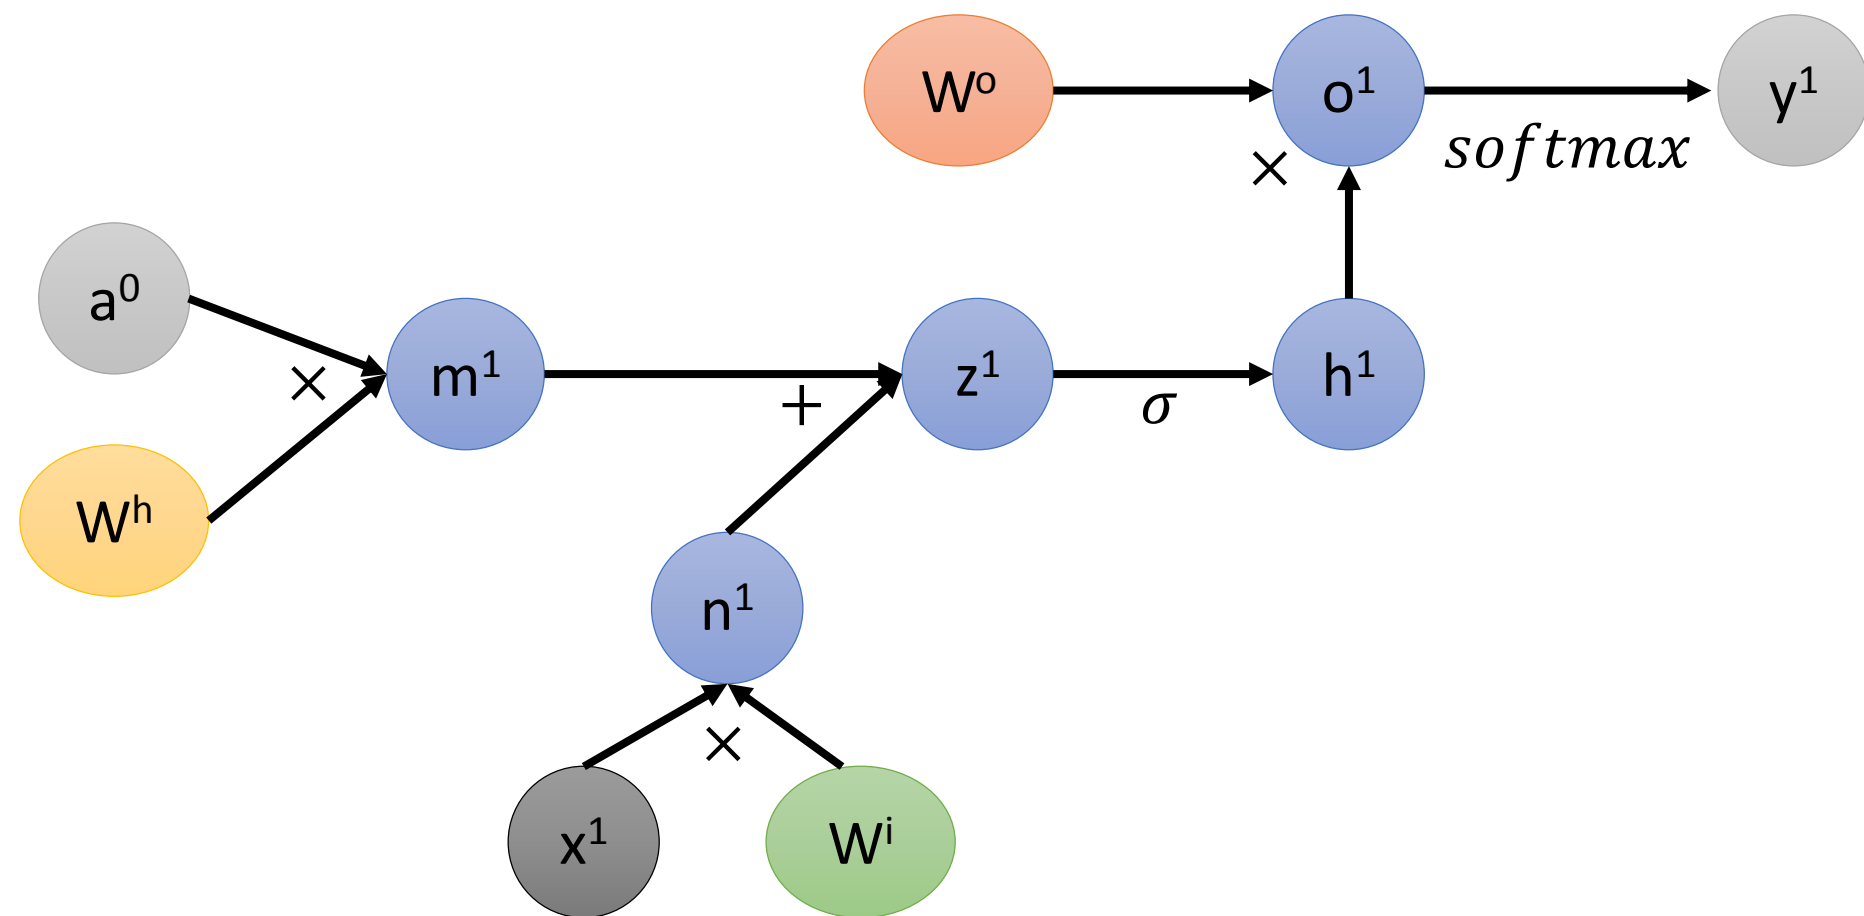 Wᵒ
o¹
y¹
×
softmax
a⁰
×
m¹
+
z¹
σ
h¹
Wʰ
n¹
×
x¹
Wⁱ